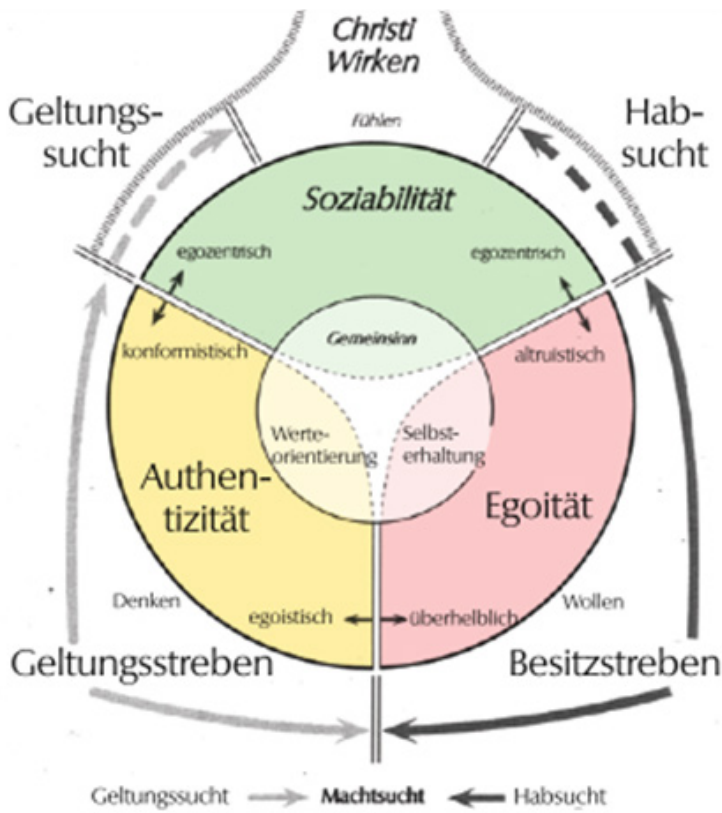 Christi
Wirken
Geltungs-
sucht
Hab-
sucht
Fühlen
Soziabilität
egozentrisch
egozentrisch
Gemeinsinn
konformistisch
altruistisch
Werte-
orientierung
Selbst-
erhaltung
Authen-
tizität
Egoität
Denken
Wollen
egoistisch
überhelblich
Geltungsstreben
Besitzstreben
Geltungssucht
Machtsucht
Habsucht